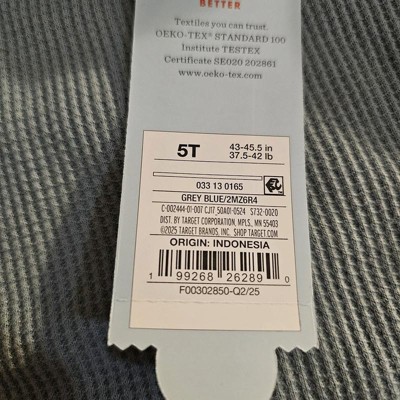 BETTER
Textiles you can trust.
OEKO-TEX® STANDARD 100
Institute TESTEX
Certificate SE020 202861
www.oeko-tex.com
5T
43-45.5 in
37.5-42 lb
033 13 0165
GREY BLUE/2MZ6R4
C-002444-01-007 CJ17_50A01-0524 S732-0020
DIST. BY TARGET CORPORATION, MPLS., MN 55403
©2025 TARGET BRANDS, INC. SHOP TARGET.COM
ORIGIN: INDONESIA
1 99268 26289 0
F00302850-Q2/25